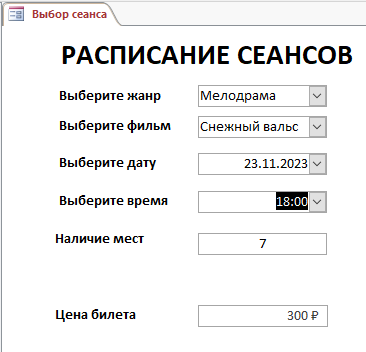 Выбор сеанса
РАСПИСАНИЕ СЕАНСОВ
Выберите жанр Мелодрама
Выберите фильм Снежный вальс
Выберите дату 23.11.2023
Выберите время 18:00
Наличие мест 7
Цена билета 300 ₽